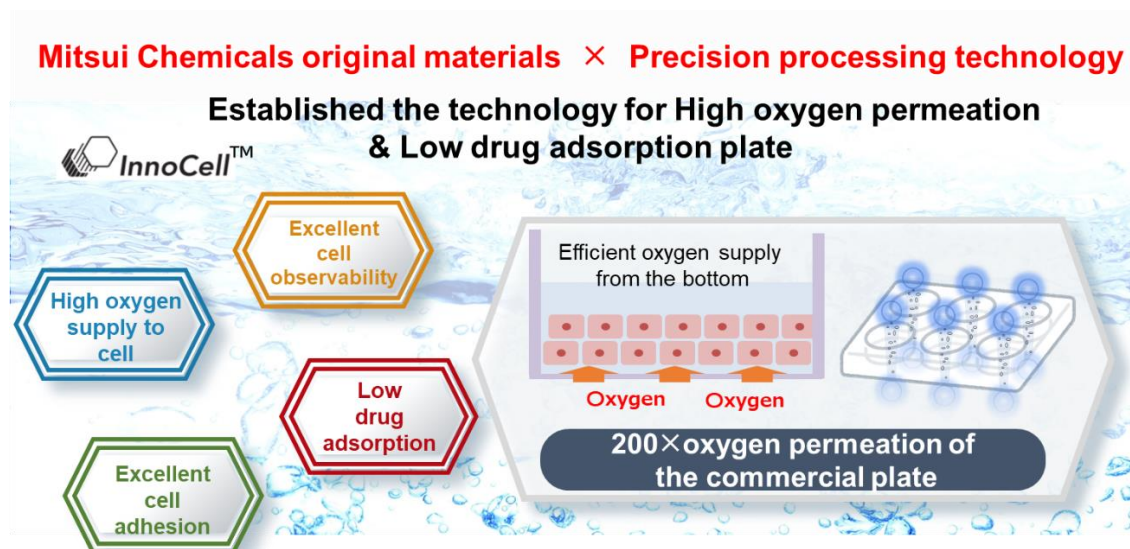 Mitsui Chemicals original materials × Precision processing technology
Established the technology for High oxygen permeation
& Low drug adsorption plate
InnoCell™
Excellent
cell
observability
High oxygen
supply to
cell
Low
drug
adsorption
Excellent
cell
adhesion
Efficient oxygen supply
from the bottom
Oxygen Oxygen
200×oxygen permeation of
the commercial plate